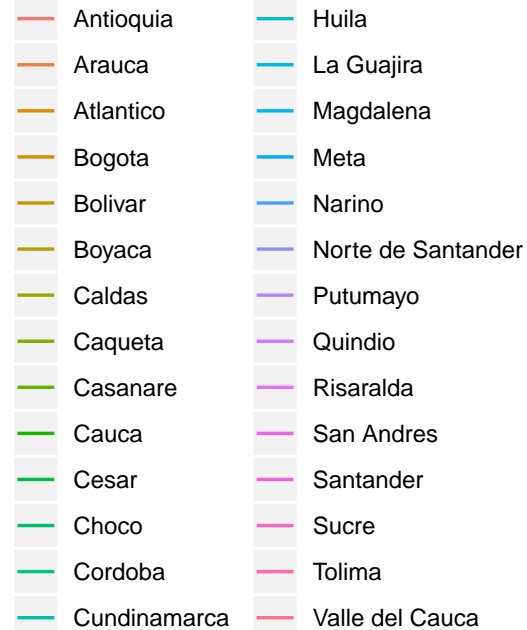 Antioquia
Arauca
Atlantico
Bogota
Bolivar
Boyaca
Caldas
Caqueta
Casanare
Cauca
Cesar
Choco
Cordoba
Cundinamarca
Huila
La Guajira
Magdalena
Meta
Narino
Norte de Santander
Putumayo
Quindio
Risaralda
San Andres
Santander
Sucre
Tolima
Valle del Cauca